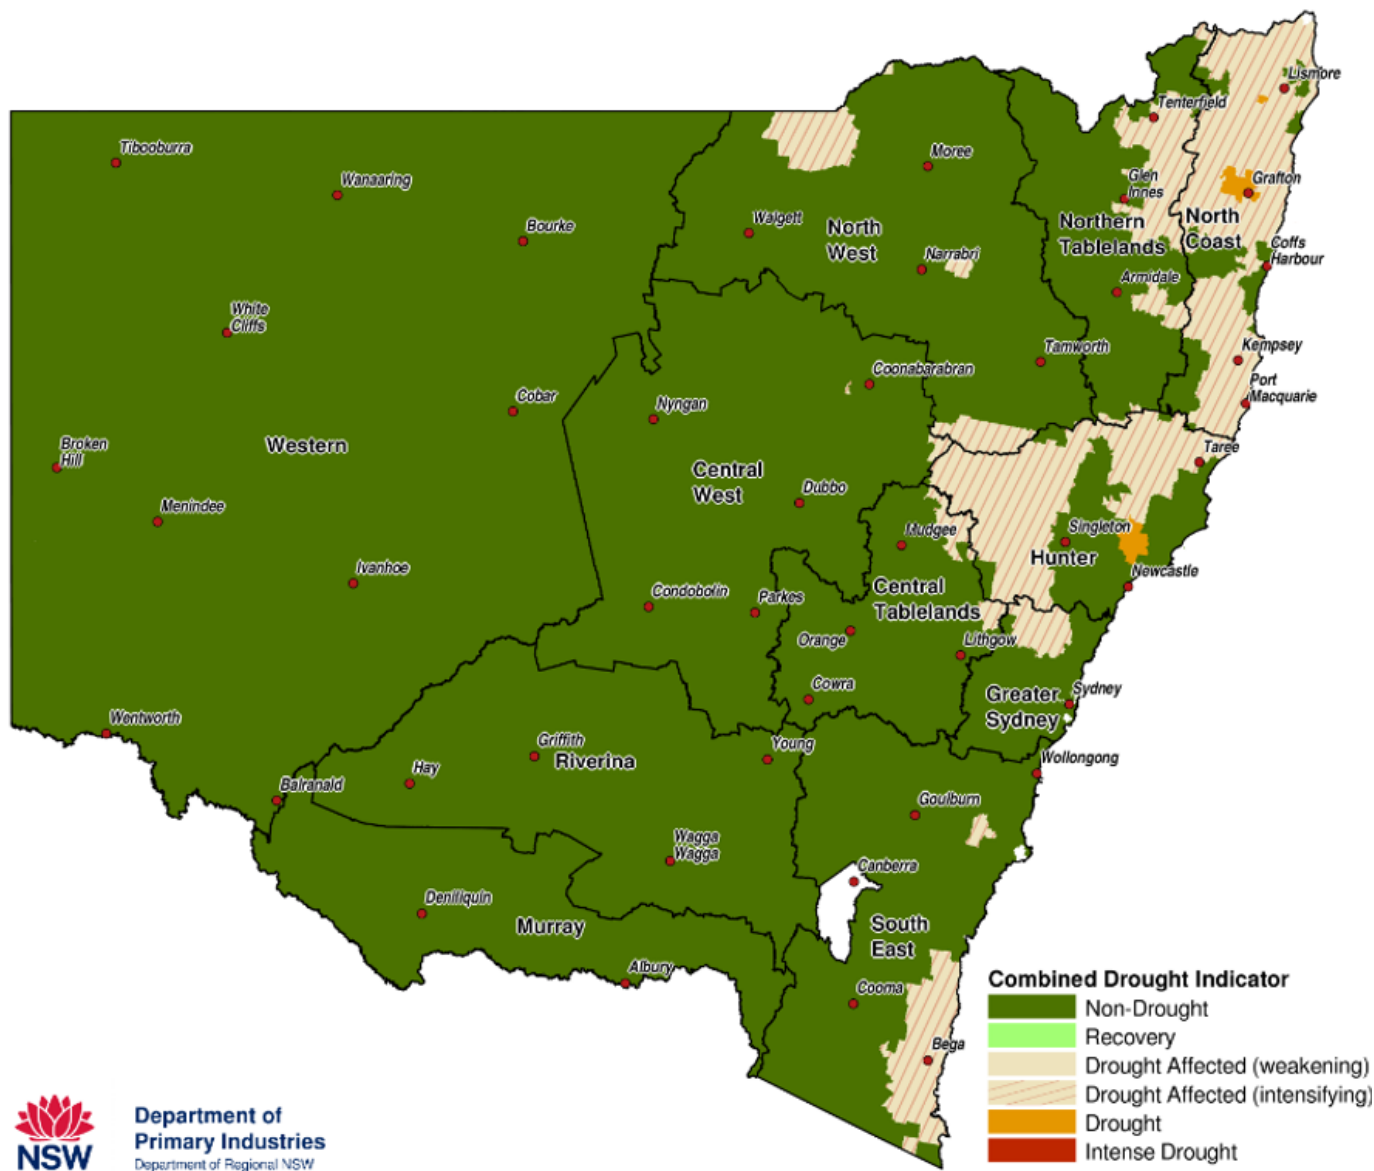 Lismore
Tenterfield
Tibooburra
Moree
Wanaaring
Glen
Innes
Grafton
Walgett
North
West
Northern
Tablelands
North
Coast
Bourke
Coffs
Harbour
Narrabri
Armidale
White
Cliffs
Tamworth
Kempsey
Coonabarabran
Port
Macquarie
Cobar
Nyngan
Broken
Hill
Western
Taree
Central
West
Dubbo
Menindee
Mudgee
Singleton
Hunter
Newcastle
Ivanhoe
Condobolin
Parkes
Central
Tablelands
Orange
Lithgow
Cowra
Greater
Sydney
Sydney
Wentworth
Griffith
Riverina
Young
Wollongong
Hay
Balranald
Goulburn
Wagga
Wagga
Canberra
Deniliquin
Murray
South
East
Albury
Cooma
Bega
Combined Drought Indicator
Non-Drought
Recovery
Drought Affected (weakening)
Drought Affected (intensifying)
Drought
Intense Drought
NSW
Department of
Primary Industries
Department of Regional NSW